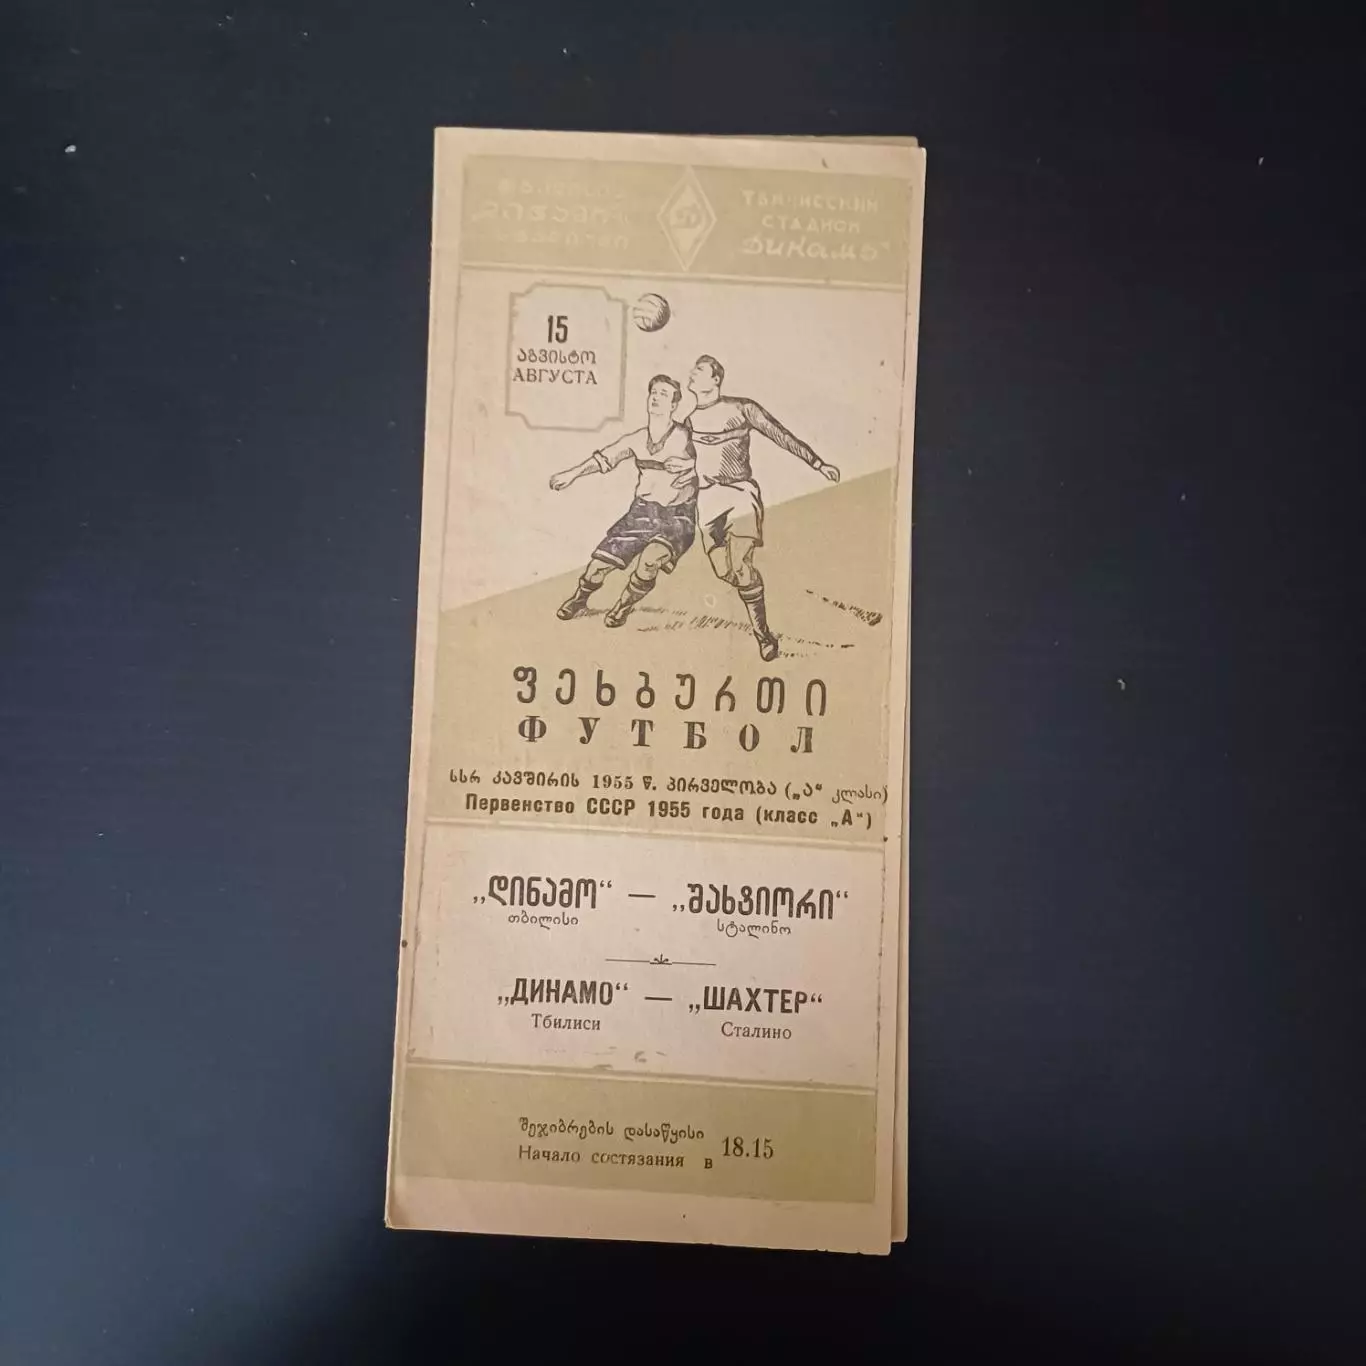 თბილისის
„დინამოს“
სტადიონი
ТБИЛИССКИЙ
СТАДИОН
„Динамо“
Д
15
აგვისტო
АВГУСТА
ფეხბურთი
ФУТБОЛ
სსრ კავშირის 1955 წ. პირველობა („ა“ კლასი)
Первенство СССР 1955 года (класс „А“)
„დინამო“ — „შახტიორი“
თბილისი სტალინო
„ДИНАМО“ — „ШАХТЕР“
Тбилиси Сталино
შეჯიბრების დასაწყისი
Начало состязания в 18.15